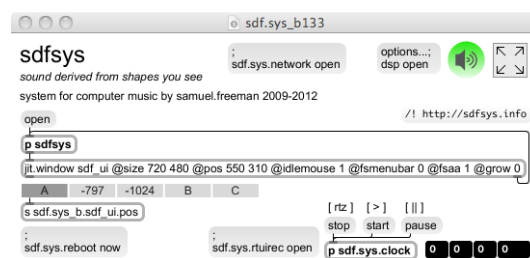 sdf.sys_b133
sdfsys
sound derived from shapes you see
;
sdf.sys.network open
options...;
dsp open
system for computer music by samuel.freeman 2009-2012
/! http://sdfsys.info
open
p sdfsys
jit.window sdf_ui @size 720 480 @pos 550 310 @idlemouse 1 @fsmenubar 0 @fsaa 1 @grow 0
A -797 -1024 B C
s sdf.sys_b.sdf_ui.pos
[ rtz ] [ > ] [ || ]
stop start pause
;
sdf.sys.reboot now
;
sdf.sys.rtuirec open
p sdf.sys.clock 0 0 0 0